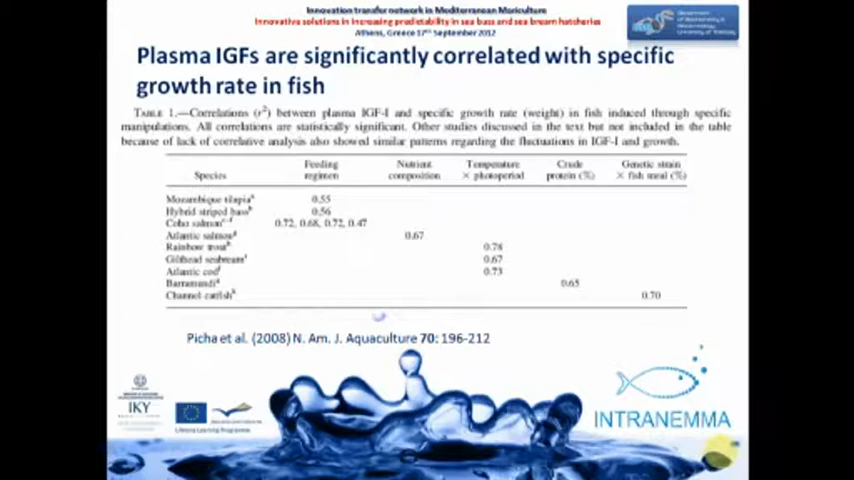 Innovation transfer network in Mediterranean Mariculture
Innovative solutions in increasing predictability in sea bass and sea bream hatcheries
Athens, Greece 17th September 2012
Plasma IGFs are significantly correlated with specific
growth rate in fish
TABLE 1.—Correlations (r²) between plasma IGF-I and specific growth rate (weight) in fish induced through specific
manipulations. All correlations are statistically significant. Other studies discussed in the text but not included in the table
because of lack of correlative analysis also showed similar patterns regarding the fluctuations in IGF-I and growth.
Species Feeding regimen Nutrient composition Temperature × photoperiod Crude protein (%) Genetic strain × fish meal (%)
Mozambique tilapia 0.55
Hybrid striped bass 0.56
Coho salmon 0.72, 0.68, 0.72, 0.47
Atlantic salmon 0.67
Rainbow trout 0.78
Gilthead seabream 0.67
Atlantic cod 0.73
Barramundi 0.65
Channel catfish 0.70
Picha et al. (2008) N. Am. J. Aquaculture 70: 196-212
IKY
Lifelong Learning Programme
INTRANEMMA